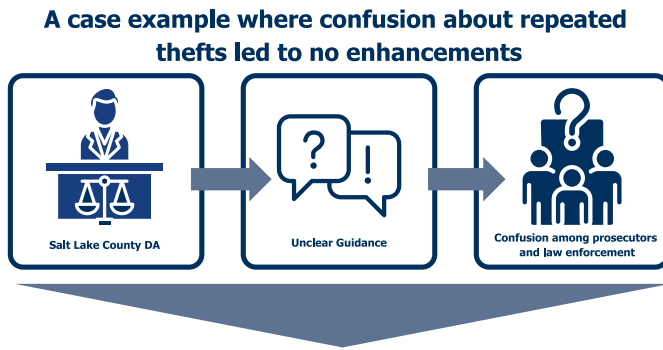 A case example where confusion about repeated
thefts led to no enhancements
?
?
!
Salt Lake County DA
Unclear Guidance
Confusion among prosecutors
and law enforcement